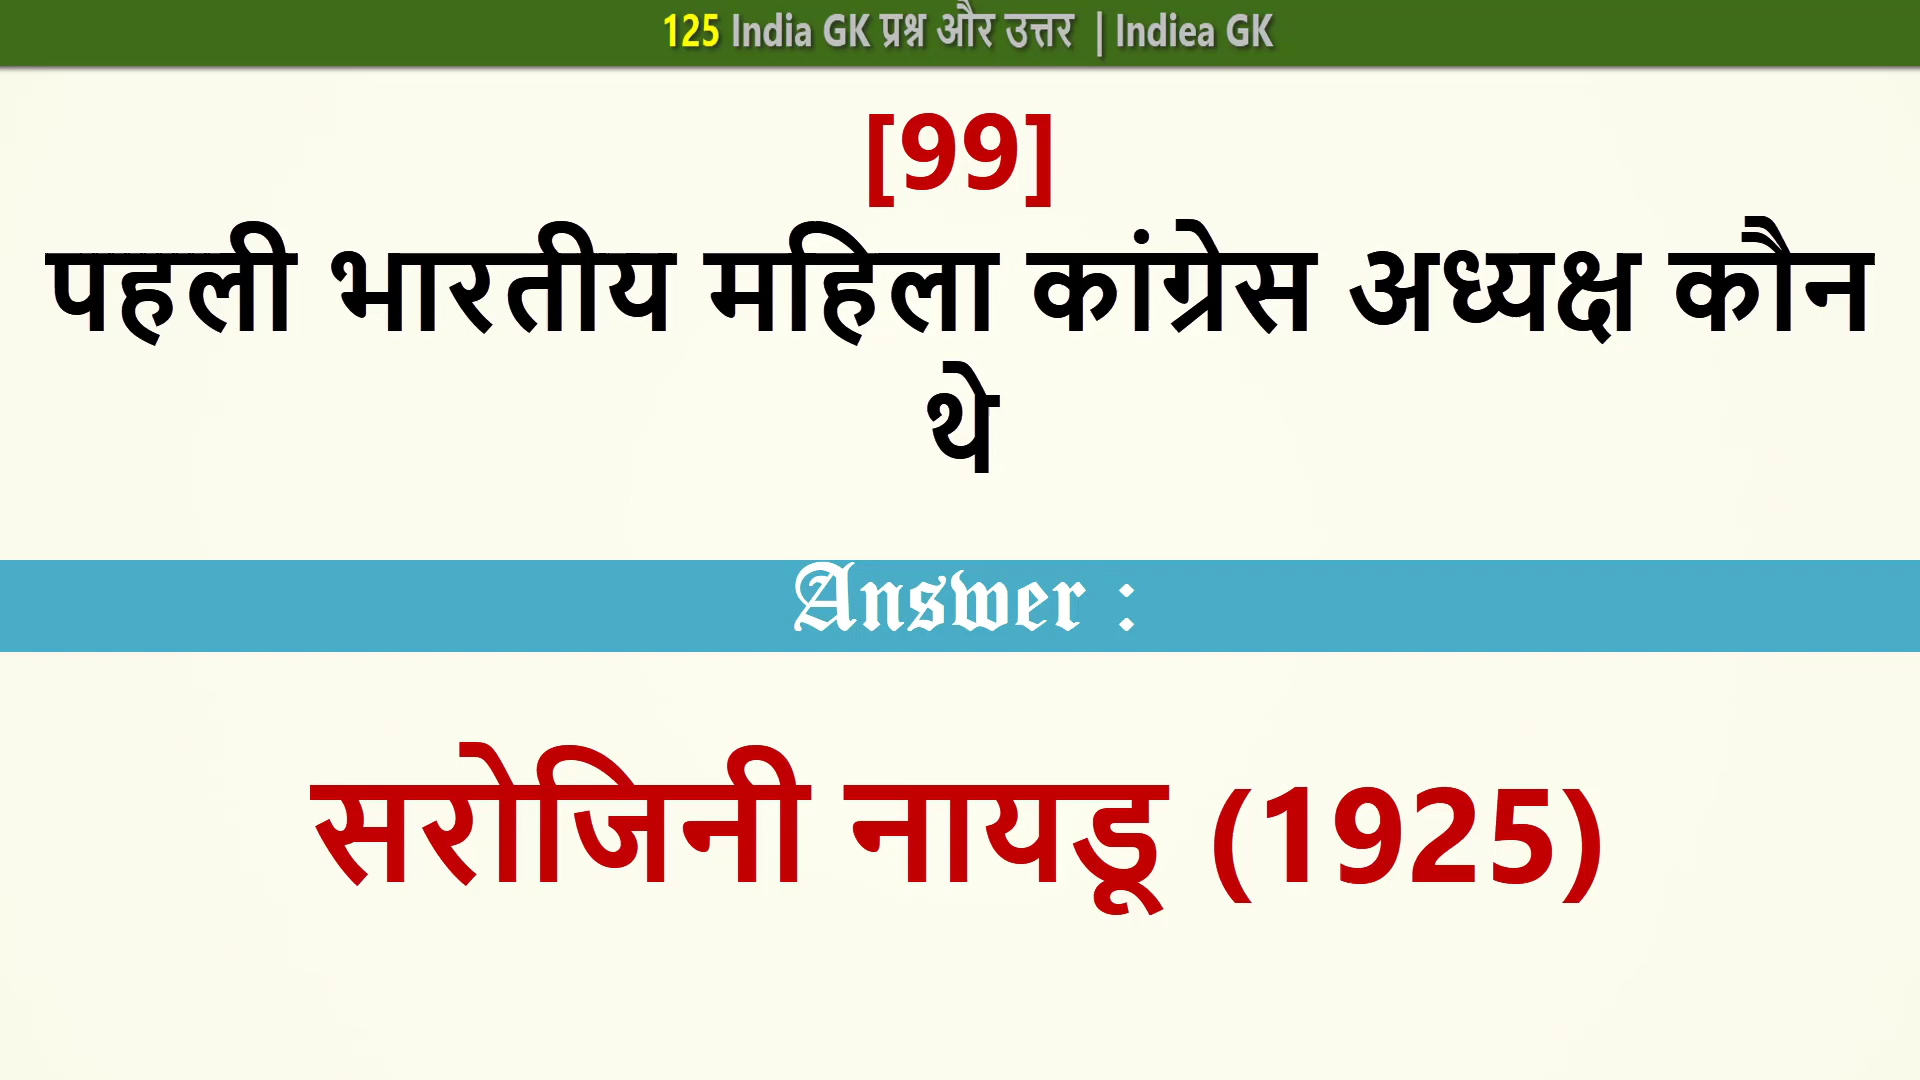 125 India GK प्रश्न और उत्तर | Indiea GK
[99]
पहली भारतीय महिला कांग्रेस अध्यक्ष कौन
थे
Answer :
सरोजिनी नायडू (1925)